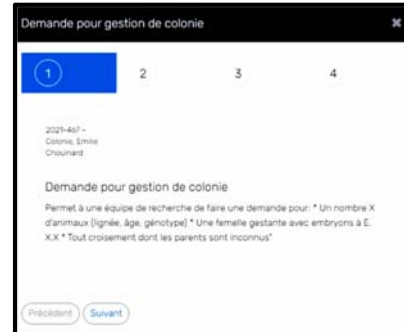 Demande pour gestion de colonie ×
1 2 3 4
2021-467 -
Colonie, Emilie
Chouinard
Demande pour gestion de colonie
Permet à une équipe de recherche de faire une demande pour: * Un nombre X
d'animaux (lignée, âge, génotype) * Une femelle gestante avec embryons à E.
X.X * Tout croisement dont les parents sont inconnus"
Précédent Suivant